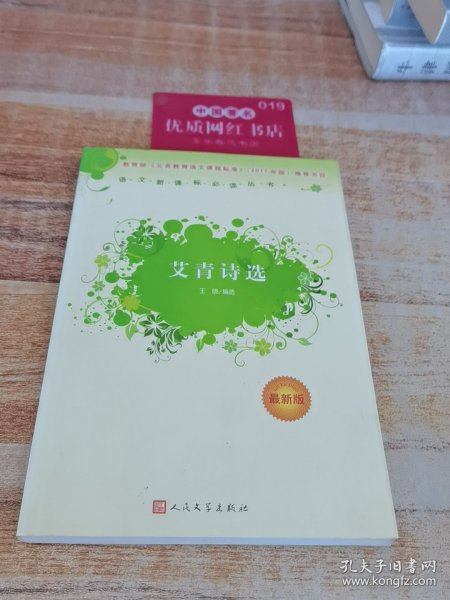 019
中国著名
优质网红书店
教育部《义务教育语文课程标准》(2011年版)推荐书目
语文新课标必读丛书
艾青诗选
王晓/编选
最新版
人民文学出版社
孔夫子旧书网
www.kongfz.com